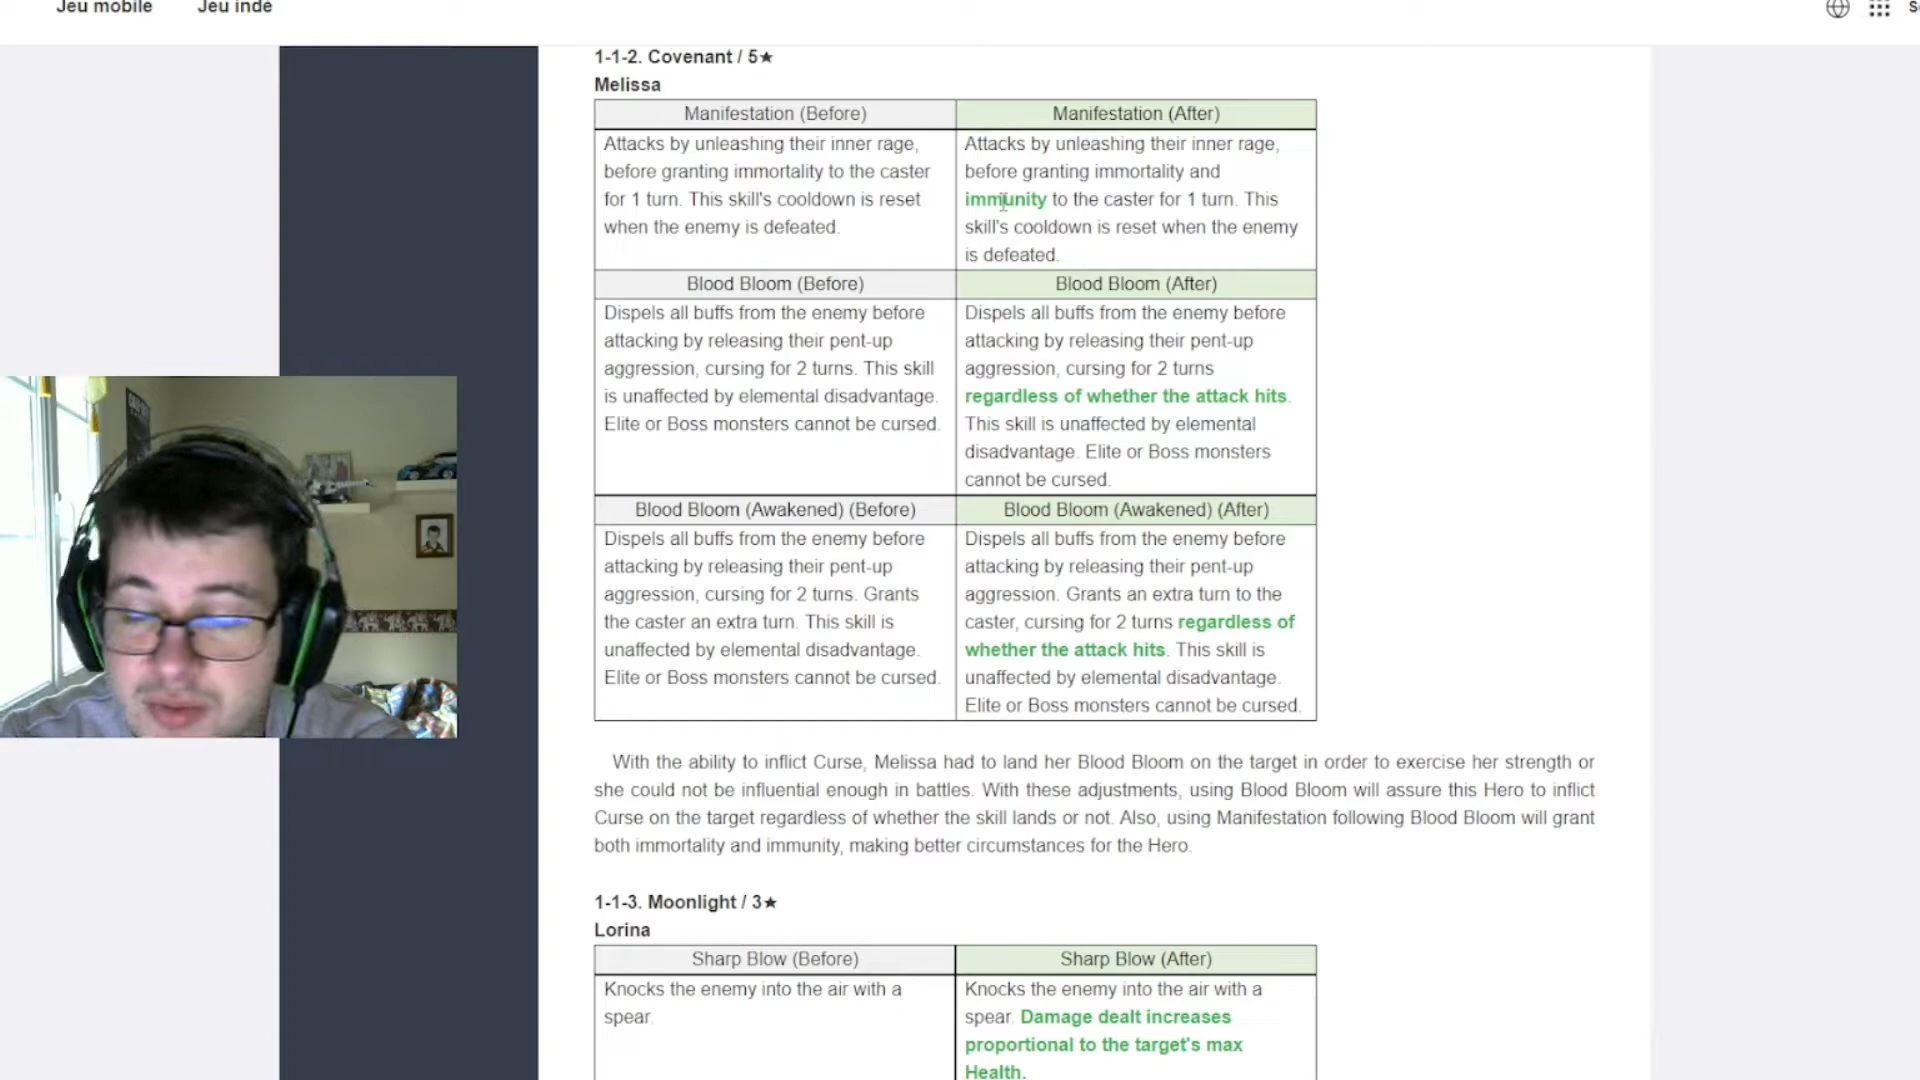 Jeu mobile
Jeu indé
1-1-2. Covenant / 5★
Melissa
Manifestation (Before)
Manifestation (After)
Attacks by unleashing their inner rage,
before granting immortality to the caster
for 1 turn. This skill's cooldown is reset
when the enemy is defeated.
Attacks by unleashing their inner rage,
before granting immortality and
immunity to the caster for 1 turn. This
skill's cooldown is reset when the enemy
is defeated.
Blood Bloom (Before)
Blood Bloom (After)
Dispels all buffs from the enemy before
attacking by releasing their pent-up
aggression, cursing for 2 turns. This skill
is unaffected by elemental disadvantage.
Elite or Boss monsters cannot be cursed.
Dispels all buffs from the enemy before
attacking by releasing their pent-up
aggression, cursing for 2 turns
regardless of whether the attack hits.
This skill is unaffected by elemental
disadvantage. Elite or Boss monsters
cannot be cursed.
Blood Bloom (Awakened) (Before)
Blood Bloom (Awakened) (After)
Dispels all buffs from the enemy before
attacking by releasing their pent-up
aggression, cursing for 2 turns. Grants
the caster an extra turn. This skill is
unaffected by elemental disadvantage.
Elite or Boss monsters cannot be cursed.
Dispels all buffs from the enemy before
attacking by releasing their pent-up
aggression. Grants an extra turn to the
caster, cursing for 2 turns regardless of
whether the attack hits. This skill is
unaffected by elemental disadvantage.
Elite or Boss monsters cannot be cursed.
With the ability to inflict Curse, Melissa had to land her Blood Bloom on the target in order to exercise her strength or
she could not be influential enough in battles. With these adjustments, using Blood Bloom will assure this Hero to inflict
Curse on the target regardless of whether the skill lands or not. Also, using Manifestation following Blood Bloom will grant
both immortality and immunity, making better circumstances for the Hero.
1-1-3. Moonlight / 3★
Lorina
Sharp Blow (Before)
Sharp Blow (After)
Knocks the enemy into the air with a
spear.
Knocks the enemy into the air with a
spear. Damage dealt increases
proportional to the target's max
Health.